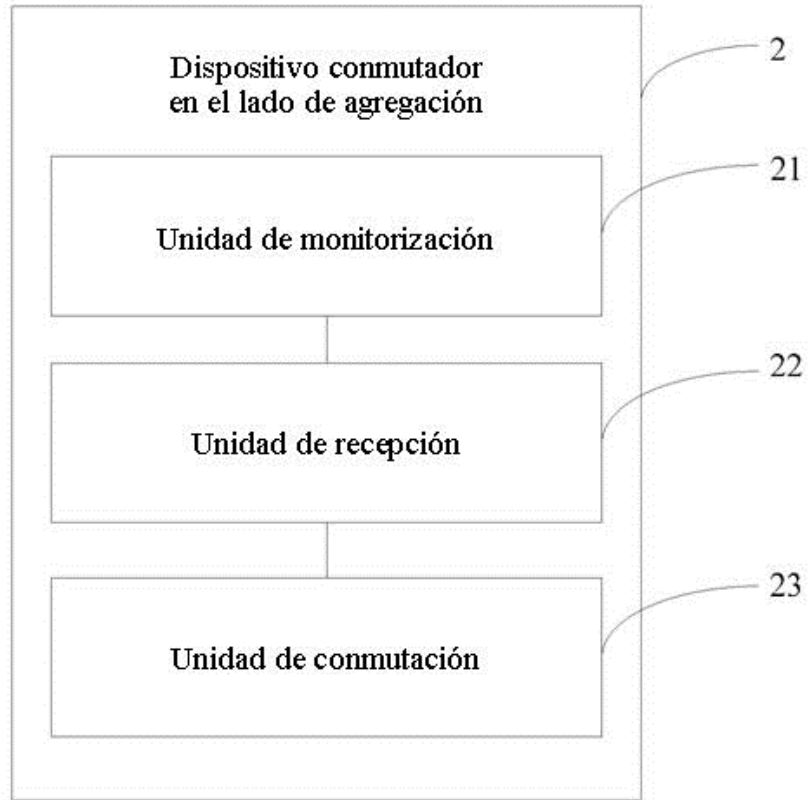 Dispositivo conmutador
en el lado de agregación
2
21
Unidad de monitorización
22
Unidad de recepción
23
Unidad de conmutación